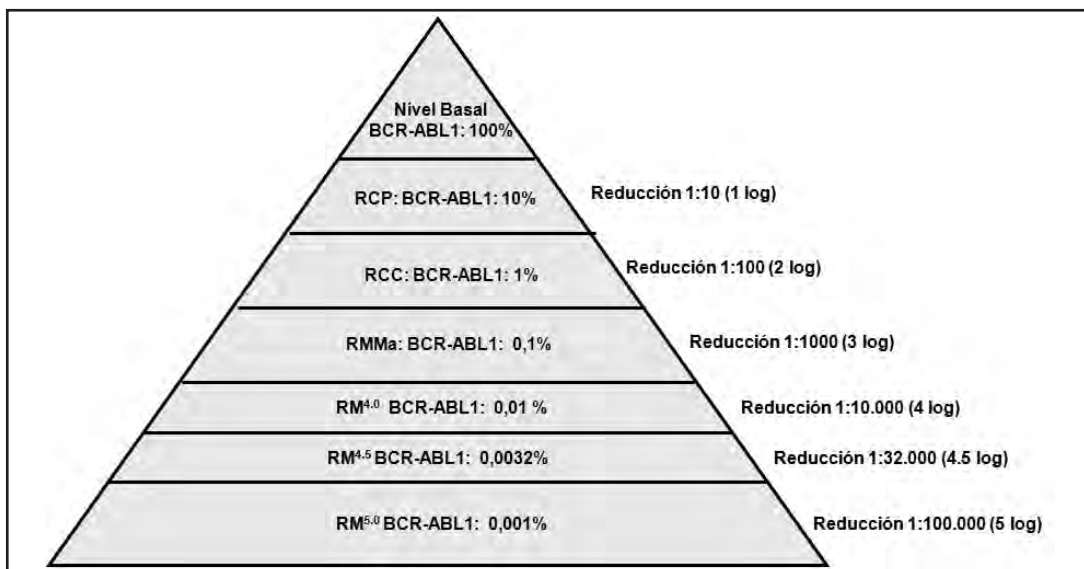 Nivel Basal
BCR-ABL1: 100%
RCP: BCR-ABL1: 10%
Reducción 1:10 (1 log)
RCC: BCR-ABL1: 1%
Reducción 1:100 (2 log)
RMMa: BCR-ABL1: 0,1%
Reducción 1:1000 (3 log)
RM⁴·⁰ BCR-ABL1: 0,01 %
Reducción 1:10.000 (4 log)
RM⁴·⁵ BCR-ABL1: 0,0032%
Reducción 1:32.000 (4.5 log)
RM⁵·⁰ BCR-ABL1: 0,001%
Reducción 1:100.000 (5 log)